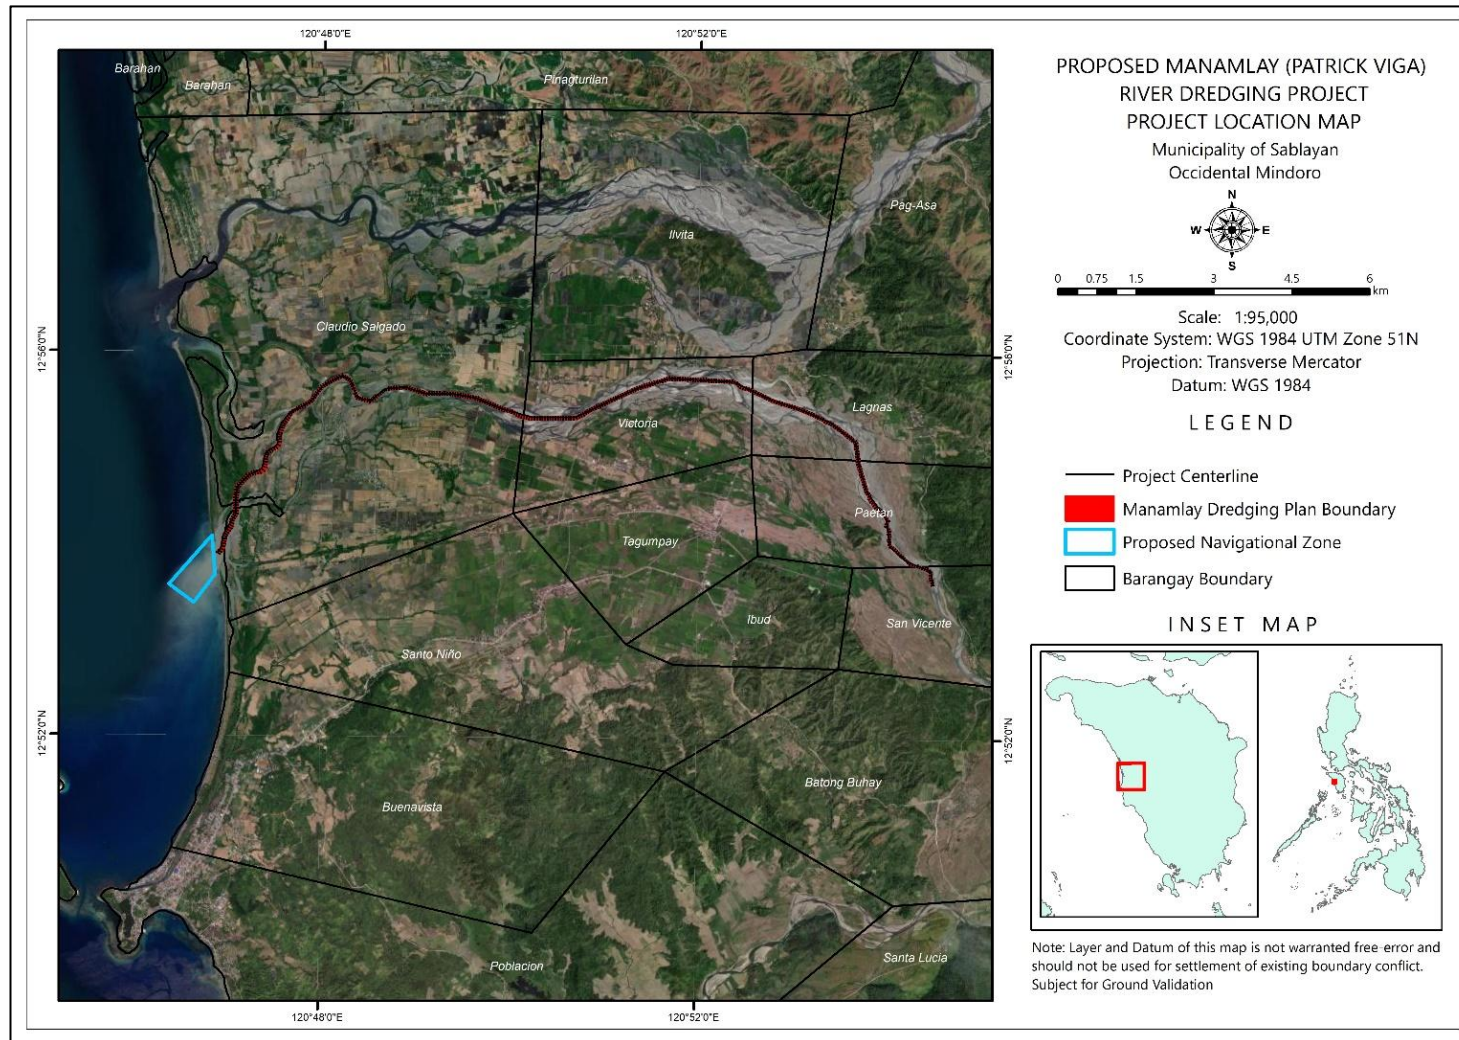 120°48'0"E
120°52'0"E
Barahan
Barahan
Pinagturilan
Pag-Asa
Ilvita
Claudio Salgado
12°56'0"N
12°56'0"N
Lagnas
Victoria
Paetan
Tagumpay
Ibud
San Vicente
Santo Niño
12°52'0"N
12°52'0"N
Batong Buhay
Buenavista
Santa Lucia
Poblacion
120°48'0"E
120°52'0"E
PROPOSED MANAMLAY (PATRICK VIGA)
RIVER DREDGING PROJECT
PROJECT LOCATION MAP
Municipality of Sablayan
Occidental Mindoro
N
W
E
S
0 0.75 1.5 3 4.5 6
km
Scale: 1:95,000
Coordinate System: WGS 1984 UTM Zone 51N
Projection: Transverse Mercator
Datum: WGS 1984
LEGEND
Project Centerline
Manamlay Dredging Plan Boundary
Proposed Navigational Zone
Barangay Boundary
INSET MAP
Note: Layer and Datum of this map is not warranted free-error and
should not be used for settlement of existing boundary conflict.
Subject for Ground Validation